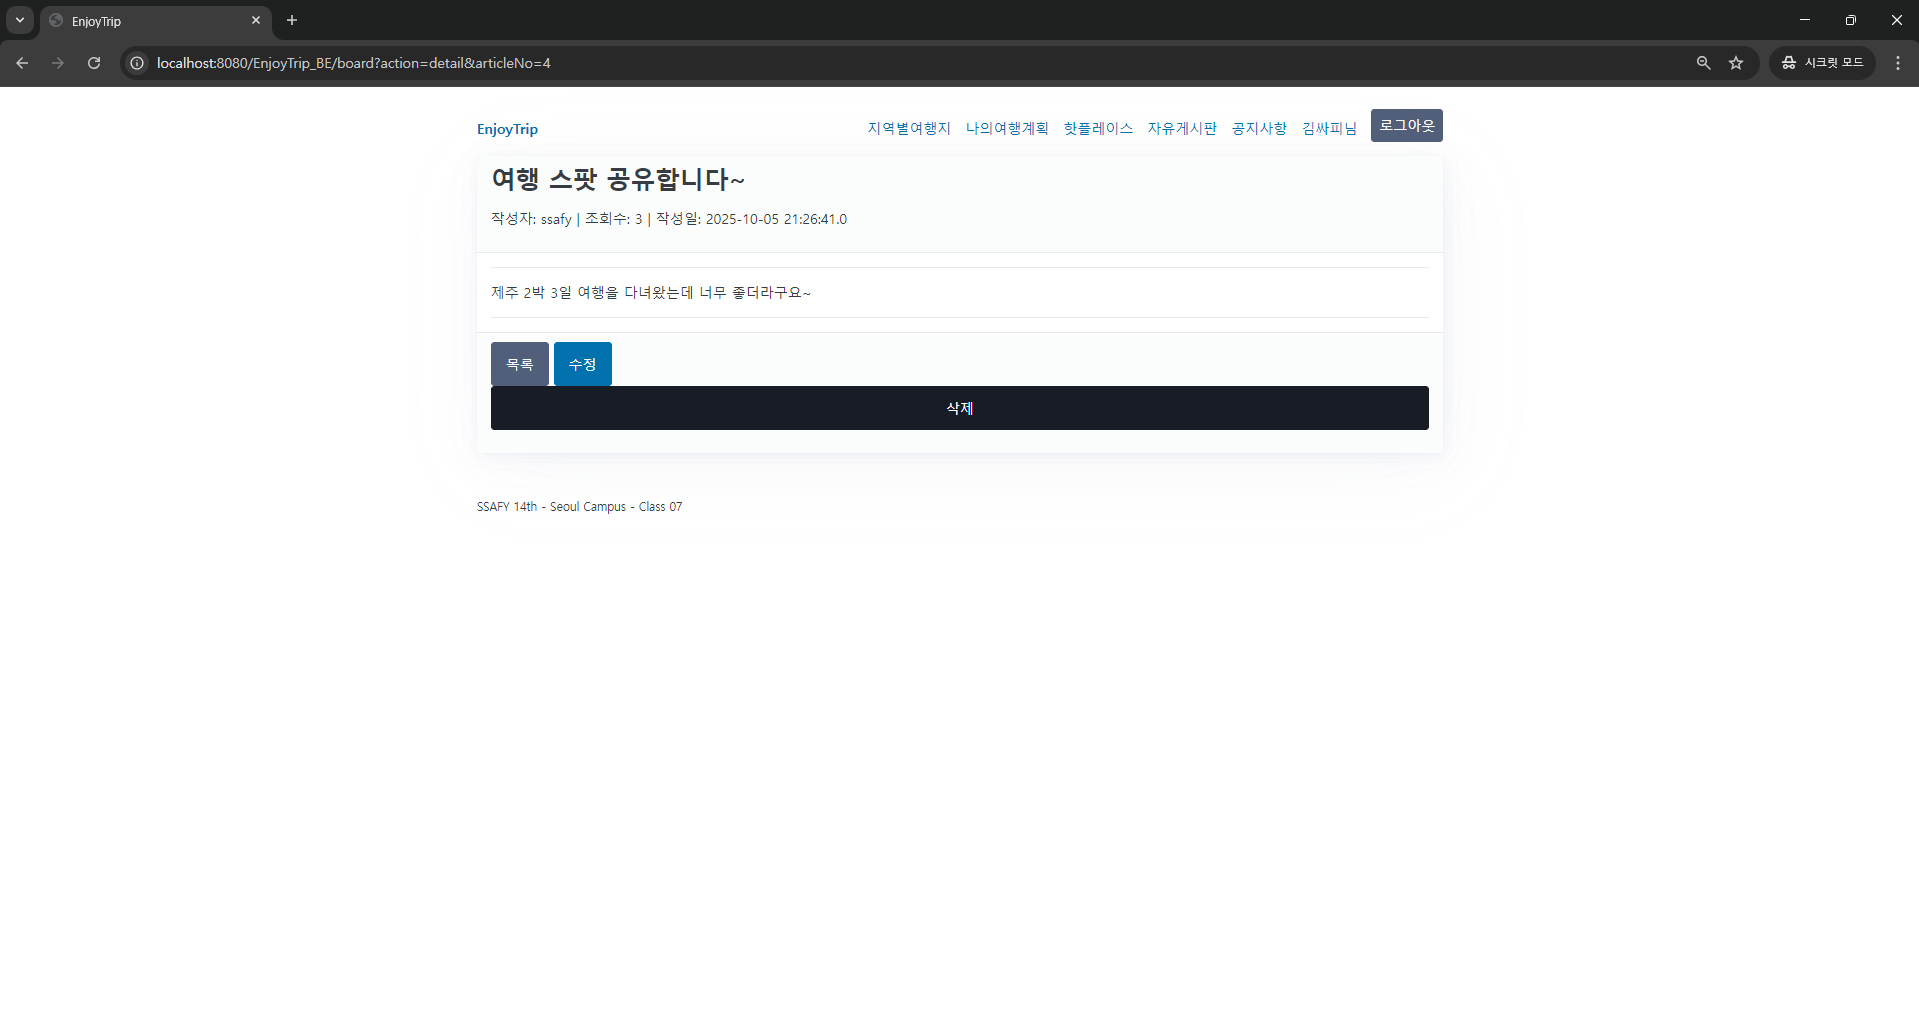 EnjoyTrip
localhost:8080/EnjoyTrip_BE/board?action=detail&articleNo=4
시크릿 모드
EnjoyTrip
지역별여행지 나의여행계획 핫플레이스 자유게시판 공지사항 김싸피님 로그아웃
여행 스팟 공유합니다~
작성자: ssafy | 조회수: 3 | 작성일: 2025-10-05 21:26:41.0
제주 2박 3일 여행을 다녀왔는데 너무 좋더라구요~
목록 수정
삭제
SSAFY 14th - Seoul Campus - Class 07